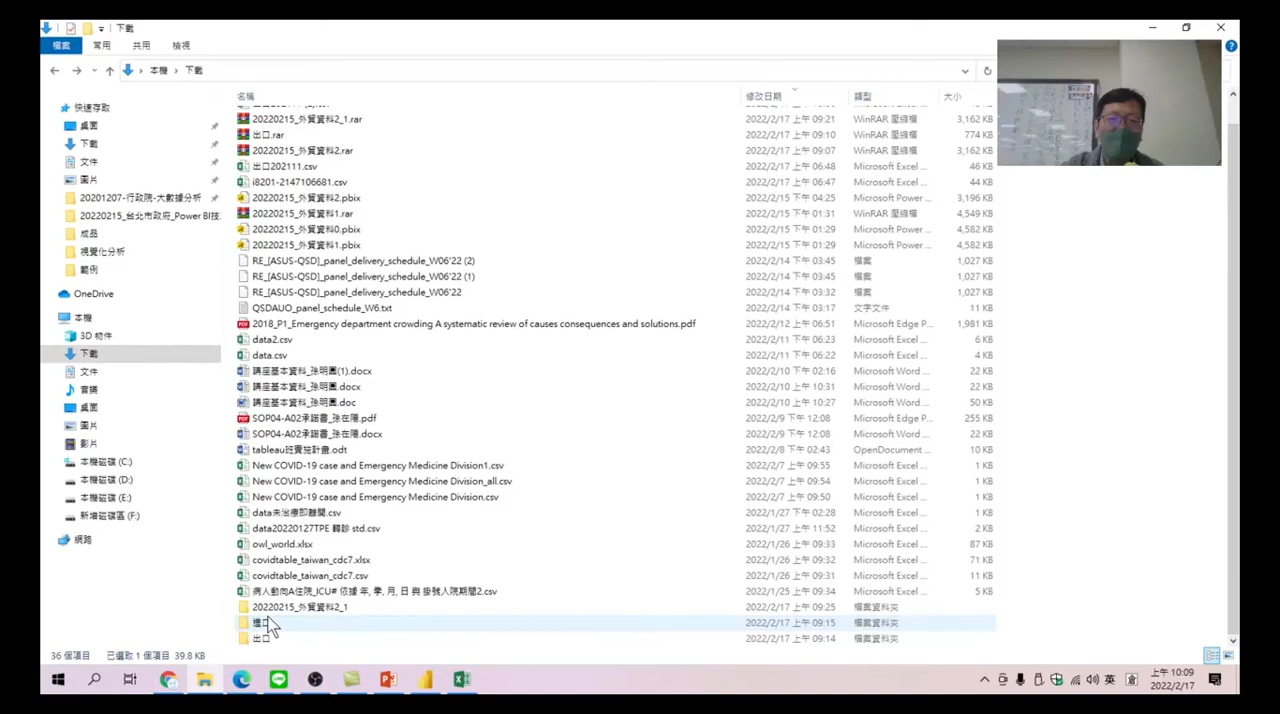 下載
檔案 常用 共用 檢視
本機 › 下載
名稱 修改日期 類型 大小
快速存取
桌面
下載
文件
圖片
20201207-行政院-大數據分析
20220215_台北市政府_Power BI技
成品
視覺化分析
範例
OneDrive
本機
3D 物件
下載
文件
音樂
桌面
圖片
影片
本機磁碟 (C:)
本機磁碟 (D:)
本機磁碟 (E:)
新增磁碟區 (F:)
網路
20220215_外貿資料2_1.rar 2022/2/17 上午 09:21 WinRAR 壓縮檔 3,162 KB
出口.rar 2022/2/17 上午 09:10 WinRAR 壓縮檔 774 KB
20220215_外貿資料2.rar 2022/2/17 上午 09:07 WinRAR 壓縮檔 3,162 KB
出口202111.csv 2022/2/17 上午 06:48 Microsoft Excel ... 46 KB
i8201-2147106681.csv 2022/2/17 上午 06:47 Microsoft Excel ... 44 KB
20220215_外貿資料2.pbix 2022/2/15 下午 04:25 Microsoft Power ... 3,196 KB
20220215_外貿資料1.rar 2022/2/15 下午 01:31 WinRAR 壓縮檔 4,549 KB
20220215_外貿資料0.pbix 2022/2/15 下午 01:29 Microsoft Power ... 4,582 KB
20220215_外貿資料1.pbix 2022/2/15 下午 01:29 Microsoft Power ... 4,582 KB
RE_[ASUS-QSD]_panel_delivery_schedule_W06'22 (2) 2022/2/14 下午 03:45 檔案 1,027 KB
RE_[ASUS-QSD]_panel_delivery_schedule_W06'22 (1) 2022/2/14 下午 03:45 檔案 1,027 KB
RE_[ASUS-QSD]_panel_delivery_schedule_W06'22 2022/2/14 下午 03:32 檔案 1,027 KB
QSDAUO_panel_schedule_W6.txt 2022/2/14 下午 03:17 文字文件 11 KB
2018_P1_Emergency department crowding A systematic review of causes consequences and solutions.pdf 2022/2/12 下午 06:51 Microsoft Edge P... 1,981 KB
data2.csv 2022/2/11 下午 06:23 Microsoft Excel ... 6 KB
data.csv 2022/2/11 下午 06:22 Microsoft Excel ... 4 KB
講座基本資料_孫明團(1).docx 2022/2/10 下午 02:16 Microsoft Word ... 22 KB
講座基本資料_孫明團.docx 2022/2/10 上午 10:31 Microsoft Word ... 22 KB
講座基本資料_孫明團.doc 2022/2/10 上午 10:27 Microsoft Word ... 50 KB
SOP04-A02承諾書_孫在陽.pdf 2022/2/9 下午 12:08 Microsoft Edge P... 255 KB
SOP04-A02承諾書_孫在陽.docx 2022/2/9 下午 12:08 Microsoft Word ... 22 KB
tableau班實施計畫.odt 2022/2/8 下午 02:43 OpenDocument ... 10 KB
New COVID-19 case and Emergency Medicine Division1.csv 2022/2/7 上午 09:55 Microsoft Excel ... 1 KB
New COVID-19 case and Emergency Medicine Division_all.csv 2022/2/7 上午 09:54 Microsoft Excel ... 1 KB
New COVID-19 case and Emergency Medicine Division.csv 2022/2/7 上午 09:50 Microsoft Excel ... 1 KB
data未治療即離開.csv 2022/1/27 下午 02:28 Microsoft Excel ... 1 KB
data20220127TPE 轉診 std.csv 2022/1/27 上午 11:52 Microsoft Excel ... 2 KB
owl_world.xlsx 2022/1/26 上午 09:33 Microsoft Excel ... 87 KB
covidtable_taiwan_cdc7.xlsx 2022/1/26 上午 09:32 Microsoft Excel ... 71 KB
covidtable_taiwan_cdc7.csv 2022/1/26 上午 09:31 Microsoft Excel ... 11 KB
病人動向A住院_ICU# 依據 年, 季, 月, 日 與 掛號入院期間2.csv 2022/1/25 上午 09:34 Microsoft Excel ... 5 KB
20220215_外貿資料2_1 2022/2/17 上午 09:25 檔案資料夾
進口 2022/2/17 上午 09:15 檔案資料夾
出口 2022/2/17 上午 09:14 檔案資料夾
36 個項目 已選取 1 個項目 39.8 KB
英
上午 10:09
2022/2/17